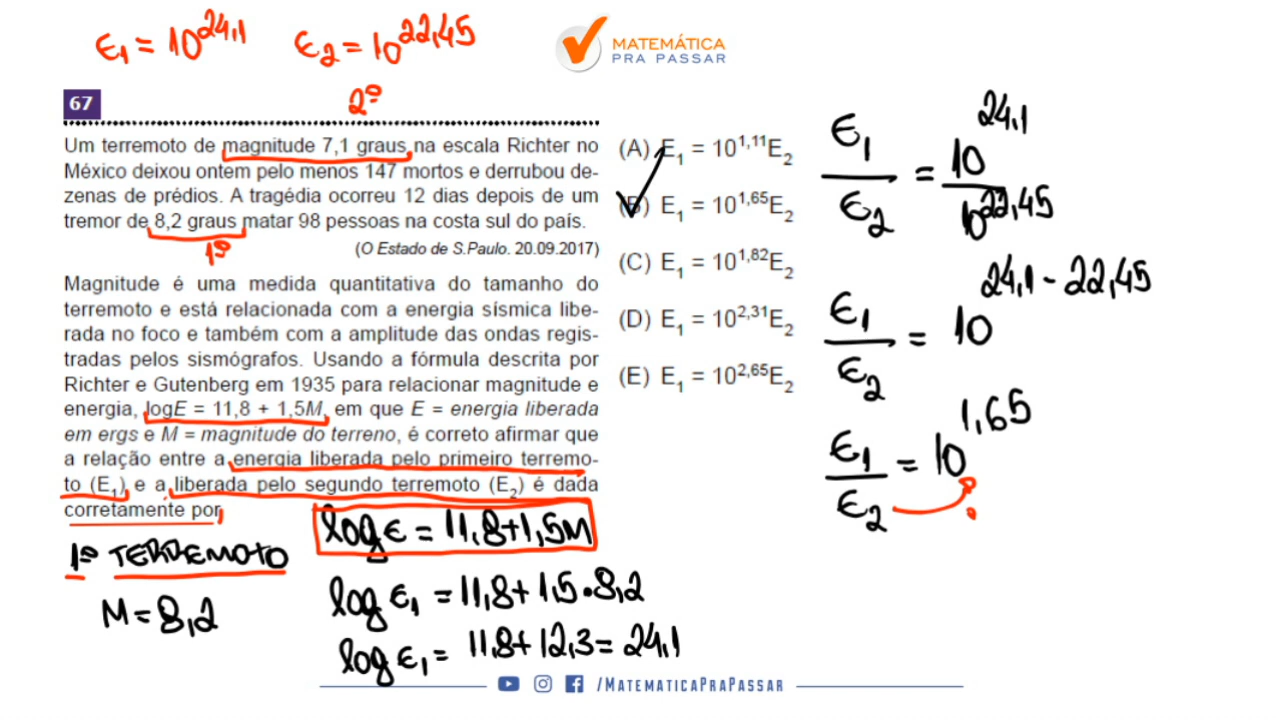 ε₁ = 10^24,1 ε₂ = 10^22,45
MATEMÁTICA
PRA PASSAR
67
2º
Um terremoto de magnitude 7,1 graus na escala Richter no
México deixou ontem pelo menos 147 mortos e derrubou de-
zenas de prédios. A tragédia ocorreu 12 dias depois de um
tremor de 8,2 graus matar 98 pessoas na costa sul do país.
1º
(O Estado de S.Paulo. 20.09.2017)
Magnitude é uma medida quantitativa do tamanho do
terremoto e está relacionada com a energia sísmica libe-
rada no foco e também com a amplitude das ondas regis-
tradas pelos sismógrafos. Usando a fórmula descrita por
Richter e Gutenberg em 1935 para relacionar magnitude e
energia, logE = 11,8 + 1,5M, em que E = energia liberada
em ergs e M = magnitude do terreno, é correto afirmar que
a relação entre a energia liberada pelo primeiro terremo-
to (E₁) e a liberada pelo segundo terremoto (E₂) é dada
corretamente por
(A) E₁ = 10^1,11 E₂
(B) E₁ = 10^1,65 E₂
(C) E₁ = 10^1,82 E₂
(D) E₁ = 10^2,31 E₂
(E) E₁ = 10^2,65 E₂
1º TERREMOTO
M = 8,2
log ε = 11,8 + 1,5M
log ε₁ = 11,8 + 1,5 • 8,2
log ε₁ = 11,8 + 12,3 = 24,1
ε₁/ε₂ = 10^24,1/10^22,45
ε₁/ε₂ = 10^24,1 - 22,45
ε₁/ε₂ = 10^1,65
/MatematicaPraPassar